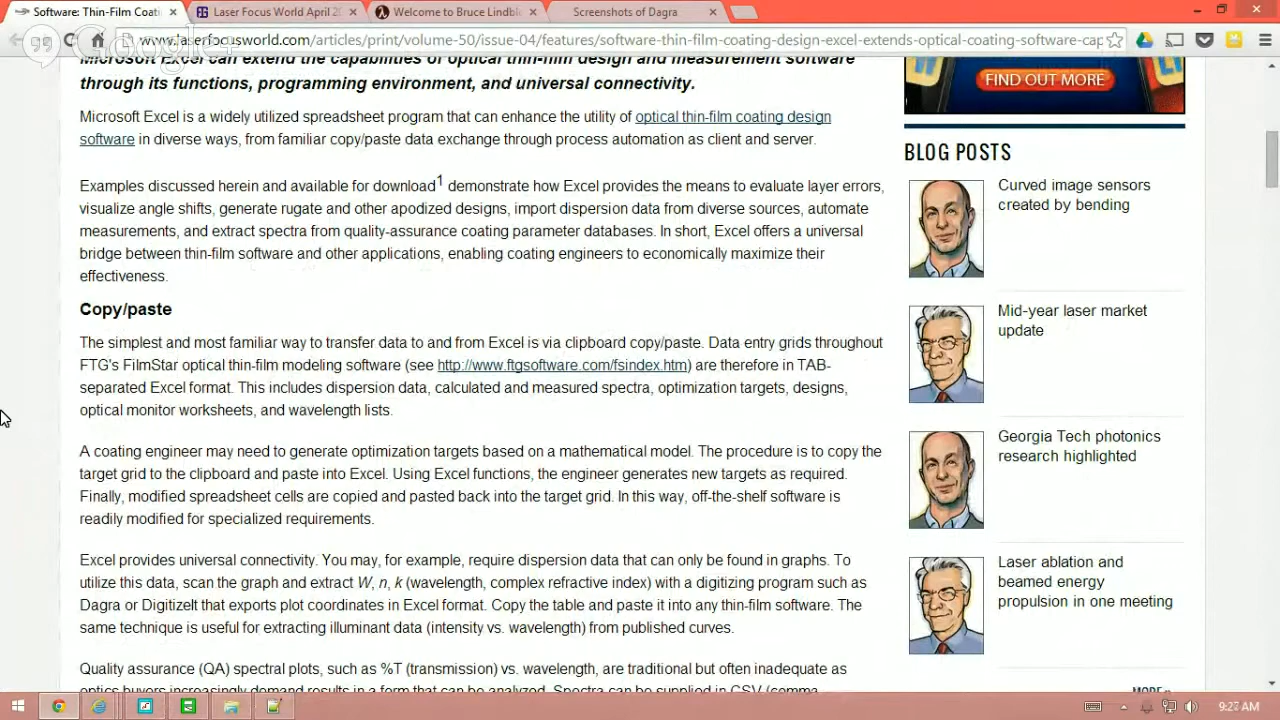 Software: Thin-Film Coati
Laser Focus World April 2
Welcome to Bruce Lindbl
Screenshots of Dagra
Google+
www.laserfocusworld.com/articles/print/volume-50/issue-04/features/software-thin-film-coating-design-excel-extends-optical-coating-software-cap
Microsoft Excel can extend the capabilities of optical thin-film design and measurement software
through its functions, programming environment, and universal connectivity.
Microsoft Excel is a widely utilized spreadsheet program that can enhance the utility of optical thin-film coating design
software in diverse ways, from familiar copy/paste data exchange through process automation as client and server.
Examples discussed herein and available for download1 demonstrate how Excel provides the means to evaluate layer errors,
visualize angle shifts, generate rugate and other apodized designs, import dispersion data from diverse sources, automate
measurements, and extract spectra from quality-assurance coating parameter databases. In short, Excel offers a universal
bridge between thin-film software and other applications, enabling coating engineers to economically maximize their
effectiveness.
Copy/paste
The simplest and most familiar way to transfer data to and from Excel is via clipboard copy/paste. Data entry grids throughout
FTG's FilmStar optical thin-film modeling software (see http://www.ftgsoftware.com/fsindex.htm) are therefore in TAB-
separated Excel format. This includes dispersion data, calculated and measured spectra, optimization targets, designs,
optical monitor worksheets, and wavelength lists.
A coating engineer may need to generate optimization targets based on a mathematical model. The procedure is to copy the
target grid to the clipboard and paste into Excel. Using Excel functions, the engineer generates new targets as required.
Finally, modified spreadsheet cells are copied and pasted back into the target grid. In this way, off-the-shelf software is
readily modified for specialized requirements.
Excel provides universal connectivity. You may, for example, require dispersion data that can only be found in graphs. To
utilize this data, scan the graph and extract W, n, k (wavelength, complex refractive index) with a digitizing program such as
Dagra or DigitizeIt that exports plot coordinates in Excel format. Copy the table and paste it into any thin-film software. The
same technique is useful for extracting illuminant data (intensity vs. wavelength) from published curves.
Quality assurance (QA) spectral plots, such as %T (transmission) vs. wavelength, are traditional but often inadequate as
optics buyers increasingly demand results in a form that can be analyzed. Spectra can be supplied in CSV (comma
FIND OUT MORE
BLOG POSTS
Curved image sensors
created by bending
Mid-year laser market
update
Georgia Tech photonics
research highlighted
Laser ablation and
beamed energy
propulsion in one meeting
MORE
9:27 AM